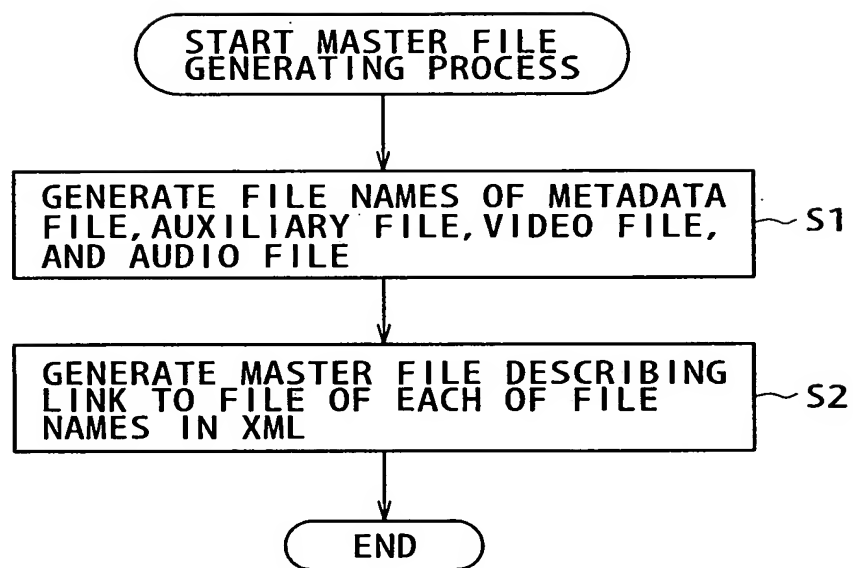 START MASTER FILE
GENERATING PROCESS
GENERATE FILE NAMES OF METADATA
FILE, AUXILIARY FILE, VIDEO FILE,
AND AUDIO FILE
S1
GENERATE MASTER FILE DESCRIBING
LINK TO FILE OF EACH OF FILE
NAMES IN XML
S2
END